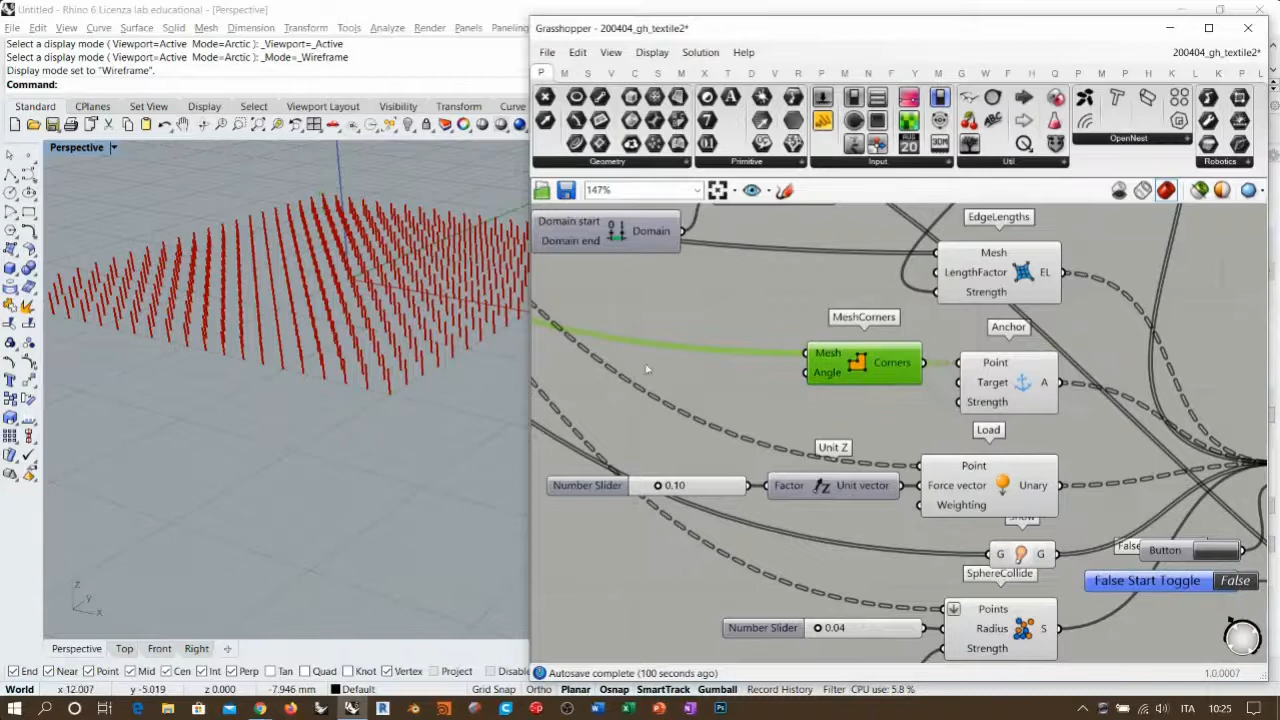 Untitled - Rhino 6 Licenza lab educational - [Perspective]
File Edit View Curve Surface Solid Mesh Dimension Transform Tools Analyze Render Panels
Select a display mode ( Viewport=Active Mode=Arctic ): _Viewport=_Active
Select a display mode ( Viewport=Active Mode=Arctic ): _Mode=_Wireframe
Display mode set to "Wireframe".
Command:
Standard CPlanes Set View Display Select Viewport Layout Visibility Transform Curve
Perspective
Grasshopper - 200404_gh_textile2*
File Edit View Display Solution Help 200404_gh_textile2*
P M S V C S M X T D V R P L M N F K A Y M G W D H S P M A C H K L K P L
Geometry Primitive Input Util OpenNest Robotics
147%
Domain start
Domain end
Domain
EdgeLengths
Mesh
LengthFactor EL
Strength
MeshCorners
Mesh
Angle
Corners
Anchor
Point
Target A
Strength
Load
Unit Z
Number Slider 0.10
Factor Unit vector
Point
Force vector Unary
Weighting
Show
G G
Button
SphereCollide
False Start Toggle False
Number Slider 0.04
Points
Radius S
Strength
z
y
x
Perspective Top Front Right
Autosave complete (100 seconds ago) 1.0.0007
End Near Point Mid Cen Int Perp Tan Quad Knot Vertex Project Disable
World x 12.007 y -5.019 z 0.000 -7.946 mm Default Grid Snap Ortho Planar Osnap SmartTrack Gumball Record History Filter CPU use: 5.8 %
ITA 10:25